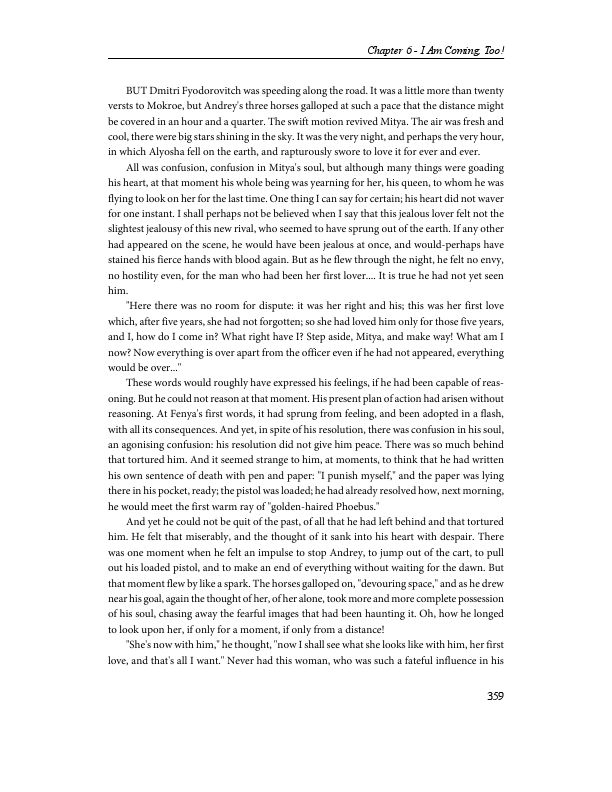 Chapter 6 - I Am Coming, Too!
BUT Dmitri Fyodorovitch was speeding along the road. It was a little more than twenty
versts to Mokroe, but Andrey's three horses galloped at such a pace that the distance might
be covered in an hour and a quarter. The swift motion revived Mitya. The air was fresh and
cool, there were big stars shining in the sky. It was the very night, and perhaps the very hour,
in which Alyosha fell on the earth, and rapturously swore to love it for ever and ever.
All was confusion, confusion in Mitya's soul, but although many things were goading
his heart, at that moment his whole being was yearning for her, his queen, to whom he was
flying to look on her for the last time. One thing I can say for certain; his heart did not waver
for one instant. I shall perhaps not be believed when I say that this jealous lover felt not the
slightest jealousy of this new rival, who seemed to have sprung out of the earth. If any other
had appeared on the scene, he would have been jealous at once, and would-perhaps have
stained his fierce hands with blood again. But as he flew through the night, he felt no envy,
no hostility even, for the man who had been her first lover.... It is true he had not yet seen
him.
"Here there was no room for dispute: it was her right and his; this was her first love
which, after five years, she had not forgotten; so she had loved him only for those five years,
and I, how do I come in? What right have I? Step aside, Mitya, and make way! What am I
now? Now everything is over apart from the officer even if he had not appeared, everything
would be over..."
These words would roughly have expressed his feelings, if he had been capable of reas-
oning. But he could not reason at that moment. His present plan of action had arisen without
reasoning. At Fenya's first words, it had sprung from feeling, and been adopted in a flash,
with all its consequences. And yet, in spite of his resolution, there was confusion in his soul,
an agonising confusion: his resolution did not give him peace. There was so much behind
that tortured him. And it seemed strange to him, at moments, to think that he had written
his own sentence of death with pen and paper: "I punish myself," and the paper was lying
there in his pocket, ready; the pistol was loaded; he had already resolved how, next morning,
he would meet the first warm ray of "golden-haired Phoebus."
And yet he could not be quit of the past, of all that he had left behind and that tortured
him. He felt that miserably, and the thought of it sank into his heart with despair. There
was one moment when he felt an impulse to stop Andrey, to jump out of the cart, to pull
out his loaded pistol, and to make an end of everything without waiting for the dawn. But
that moment flew by like a spark. The horses galloped on, "devouring space," and as he drew
near his goal, again the thought of her, of her alone, took more and more complete possession
of his soul, chasing away the fearful images that had been haunting it. Oh, how he longed
to look upon her, if only for a moment, if only from a distance!
"She's now with him," he thought, "now I shall see what she looks like with him, her first
love, and that's all I want." Never had this woman, who was such a fateful influence in his
359